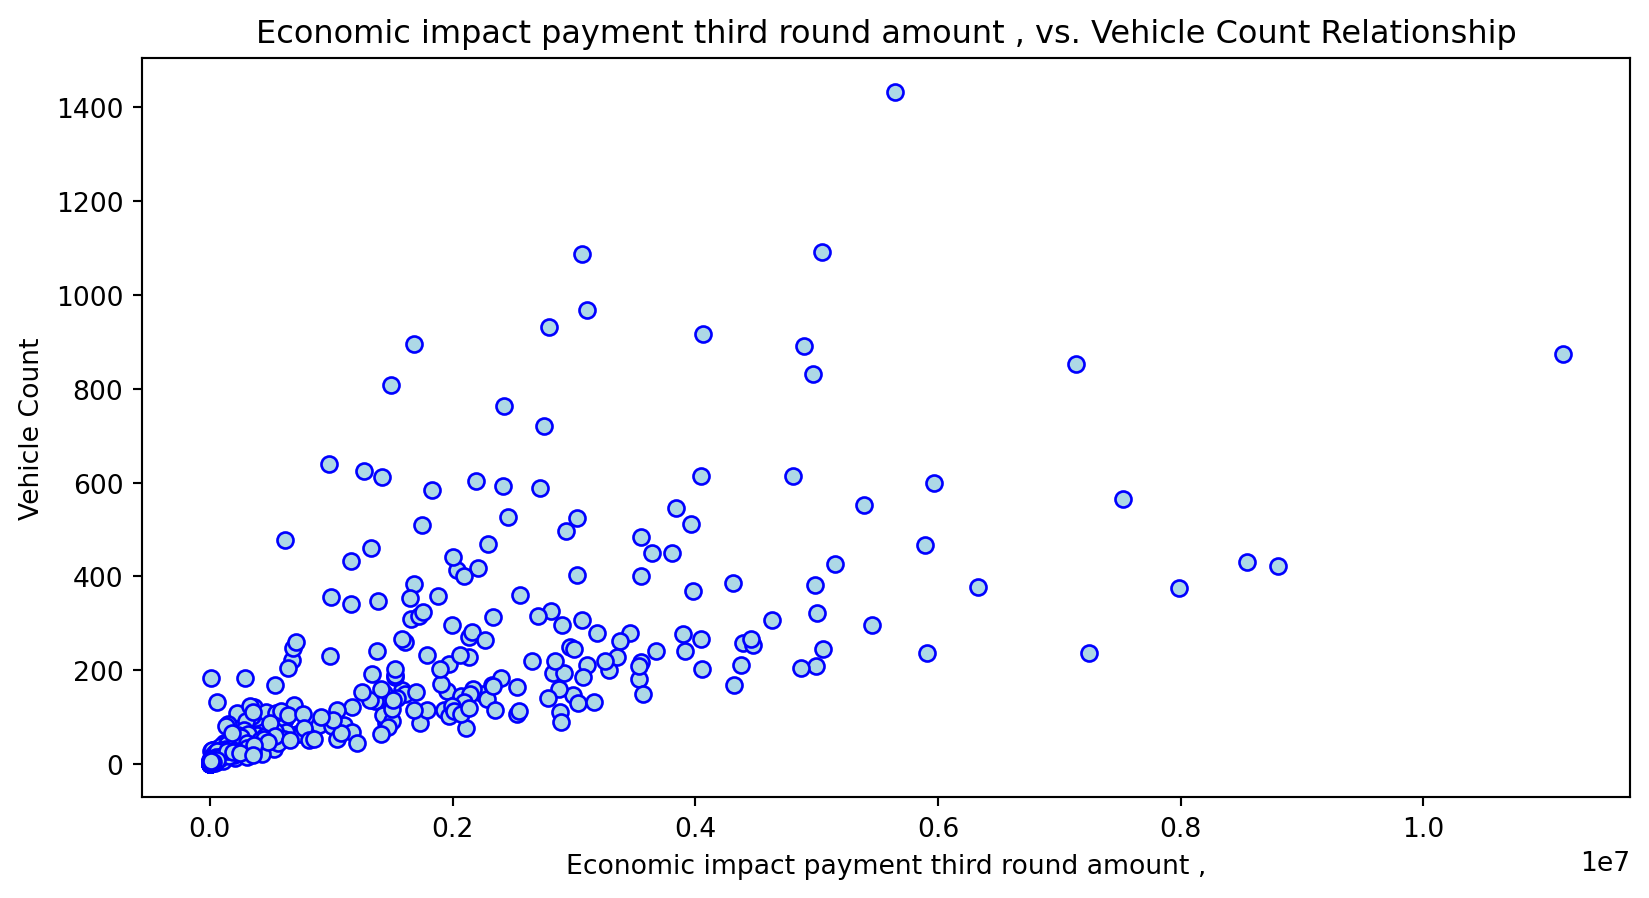 Economic impact payment third round amount , vs. Vehicle Count Relationship
1400
1200
1000
800
600
400
200
0
Vehicle Count
0.0 0.2 0.4 0.6 0.8 1.0
1e7
Economic impact payment third round amount ,